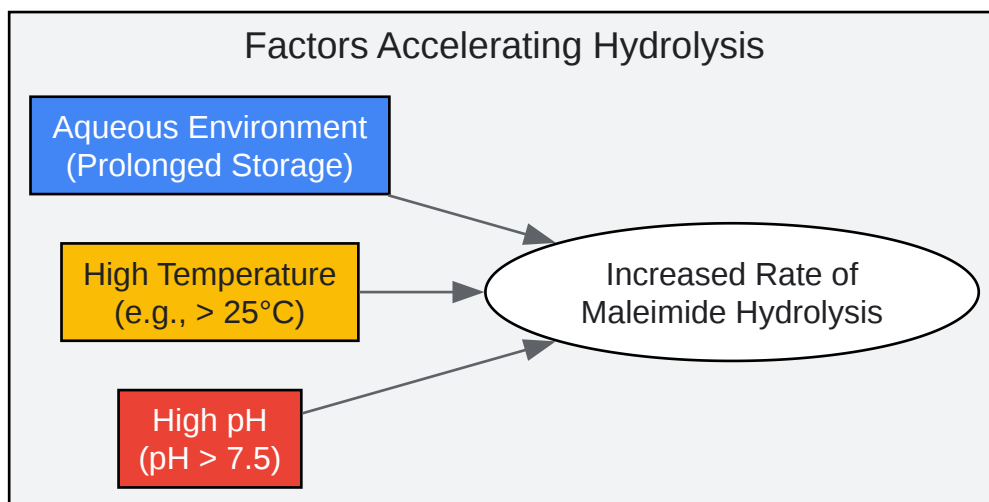 Factors Accelerating Hydrolysis
Aqueous Environment
(Prolonged Storage)
High Temperature
(e.g., > 25°C)
Increased Rate of
Maleimide Hydrolysis
High pH
(pH > 7.5)